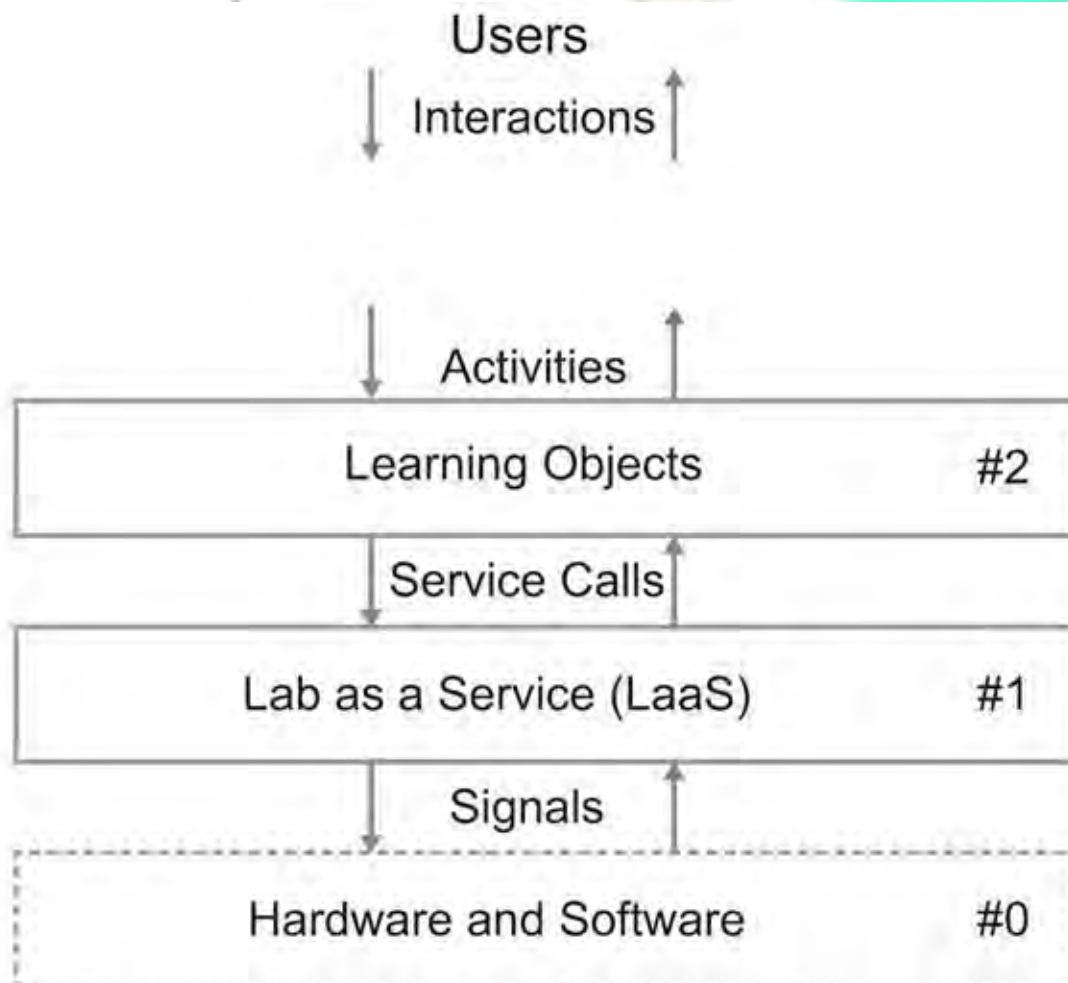 Users
Interactions
Activities
Learning Objects #2
Service Calls
Lab as a Service (LaaS) #1
Signals
Hardware and Software #0